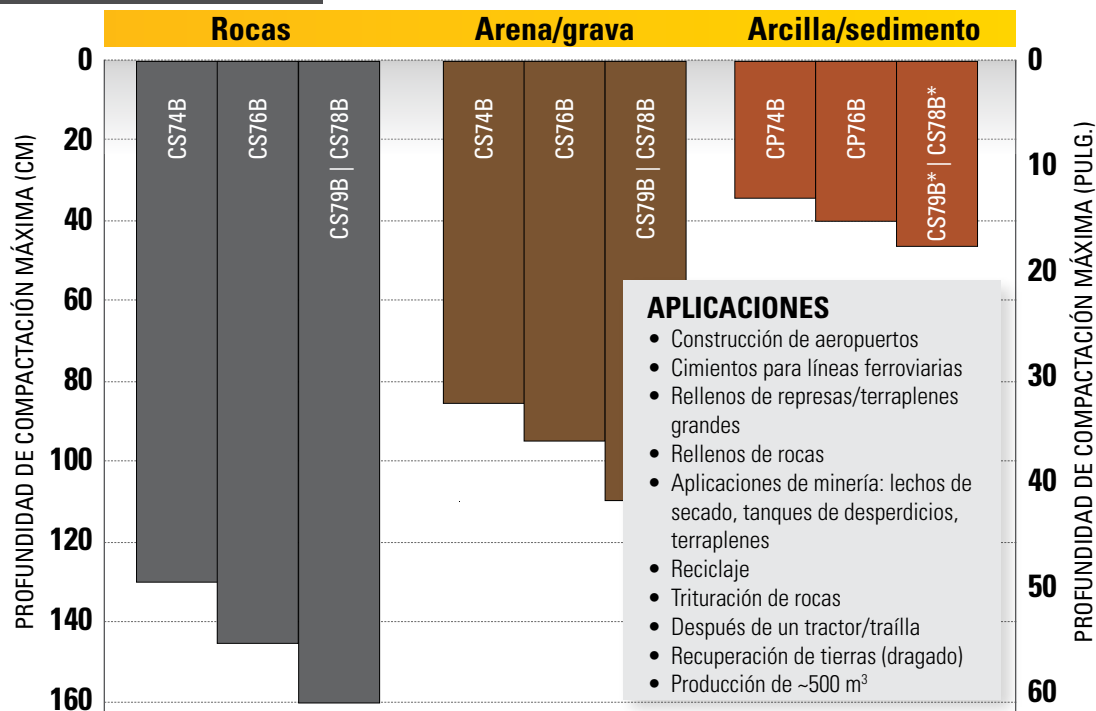 Rocas
Arena/grava
Arcilla/sedimento
PROFUNDIDAD DE COMPACTACIÓN MÁXIMA (CM)
0
20
40
60
80
100
120
140
160
CS74B
CS76B
CS79B | CS78B
CS74B
CS76B
CS79B | CS78B
CP74B
CP76B
CS79B* | CS78B*
0
10
20
30
40
50
60
PROFUNDIDAD DE COMPACTACIÓN MÁXIMA (PULG.)
APLICACIONES
• Construcción de aeropuertos
• Cimientos para líneas ferroviarias
• Rellenos de represas/terraplenes
grandes
• Rellenos de rocas
• Aplicaciones de minería: lechos de
secado, tanques de desperdicios,
terraplenes
• Reciclaje
• Trituración de rocas
• Después de un tractor/traílla
• Recuperación de tierras (dragado)
• Producción de ~500 m³